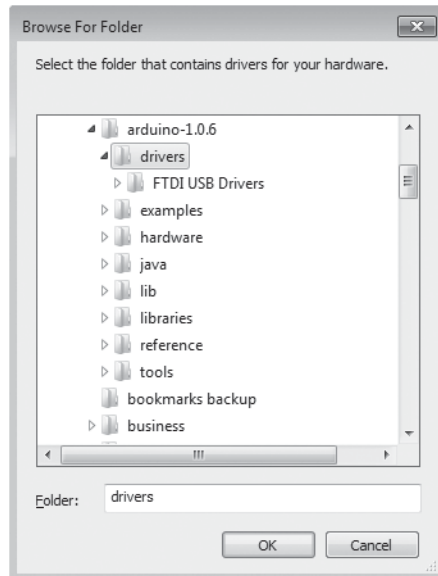 Browse For Folder
Select the folder that contains drivers for your hardware.
arduino-1.0.6
drivers
FTDI USB Drivers
examples
hardware
java
lib
libraries
reference
tools
bookmarks backup
business
Folder: drivers
OK Cancel